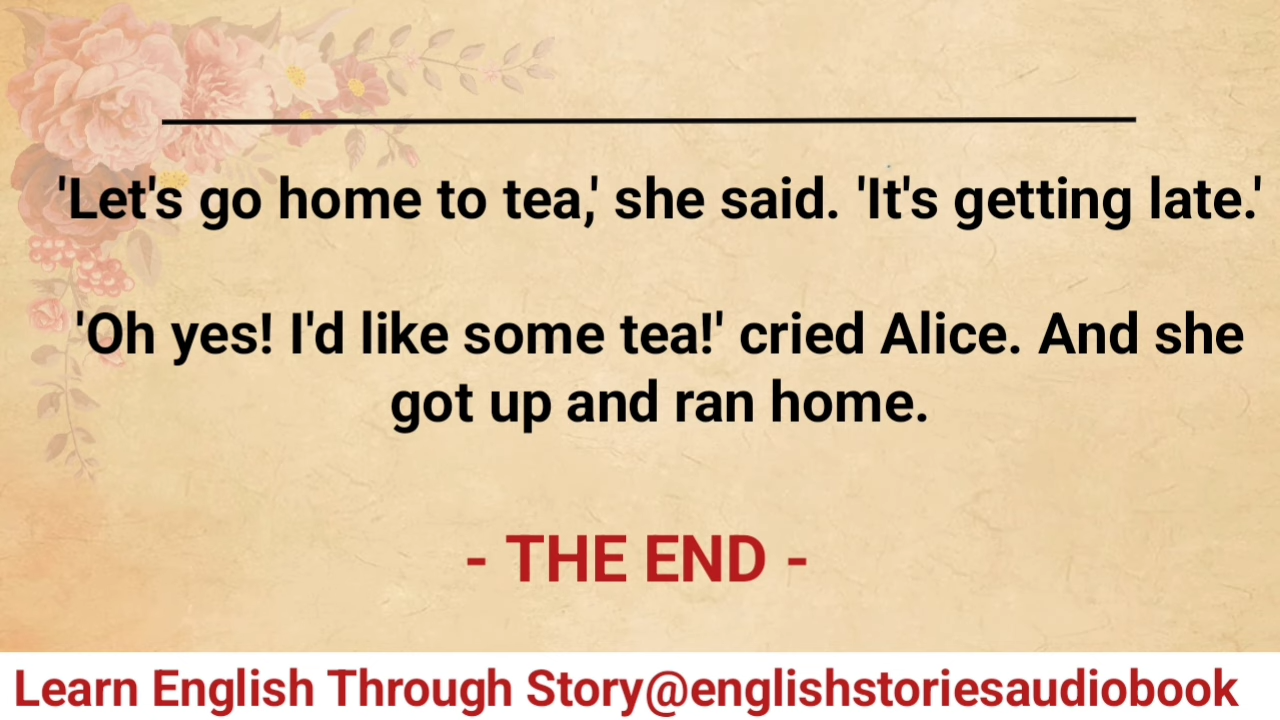 'Let's go home to tea,' she said. 'It's getting late.'
'Oh yes! I'd like some tea!' cried Alice. And she
got up and ran home.
- THE END -
Learn English Through Story@englishstoriesaudiobook